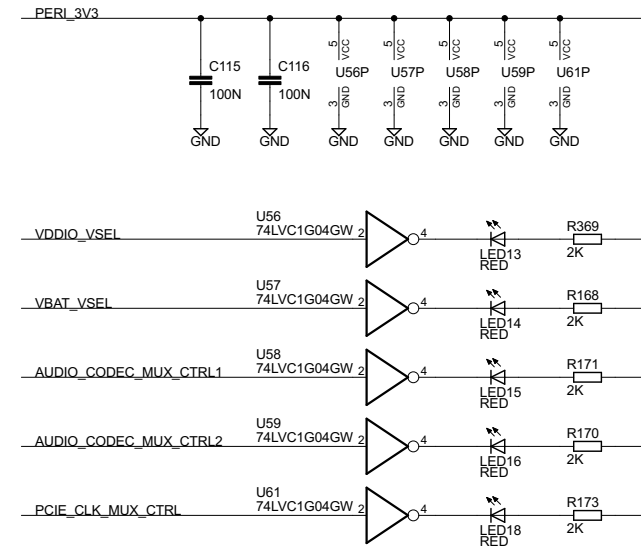 PERI_3V3
C115
100N
GND
C116
100N
GND
5
VCC
U56P
3
GND
GND
5
VCC
U57P
3
GND
GND
5
VCC
U58P
3
GND
GND
5
VCC
U59P
3
GND
GND
5
VCC
U61P
3
GND
GND
VDDIO_VSEL
U56
74LVC1G04GW
2
4
LED13
RED
R369
2K
VBAT_VSEL
U57
74LVC1G04GW
2
4
LED14
RED
R168
2K
AUDIO_CODEC_MUX_CTRL1
U58
74LVC1G04GW
2
4
LED15
RED
R171
2K
AUDIO_CODEC_MUX_CTRL2
U59
74LVC1G04GW
2
4
LED16
RED
R170
2K
PCIE_CLK_MUX_CTRL
U61
74LVC1G04GW
2
4
LED18
RED
R173
2K